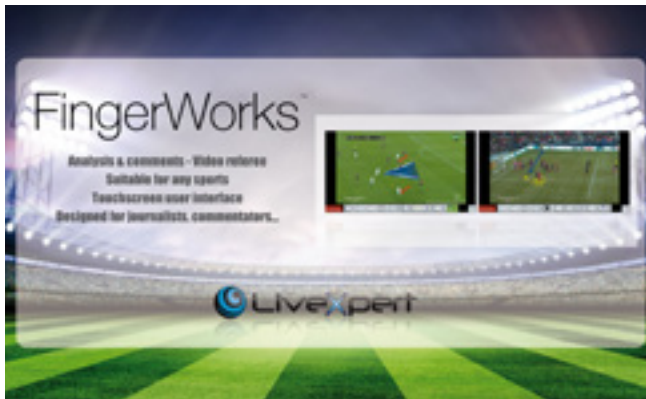 FingerWorks™
Analysis & comments - Video referee
Suitable for any sports
Touchscreen user interface
Designed for journalists, commentators...
LiveXpert